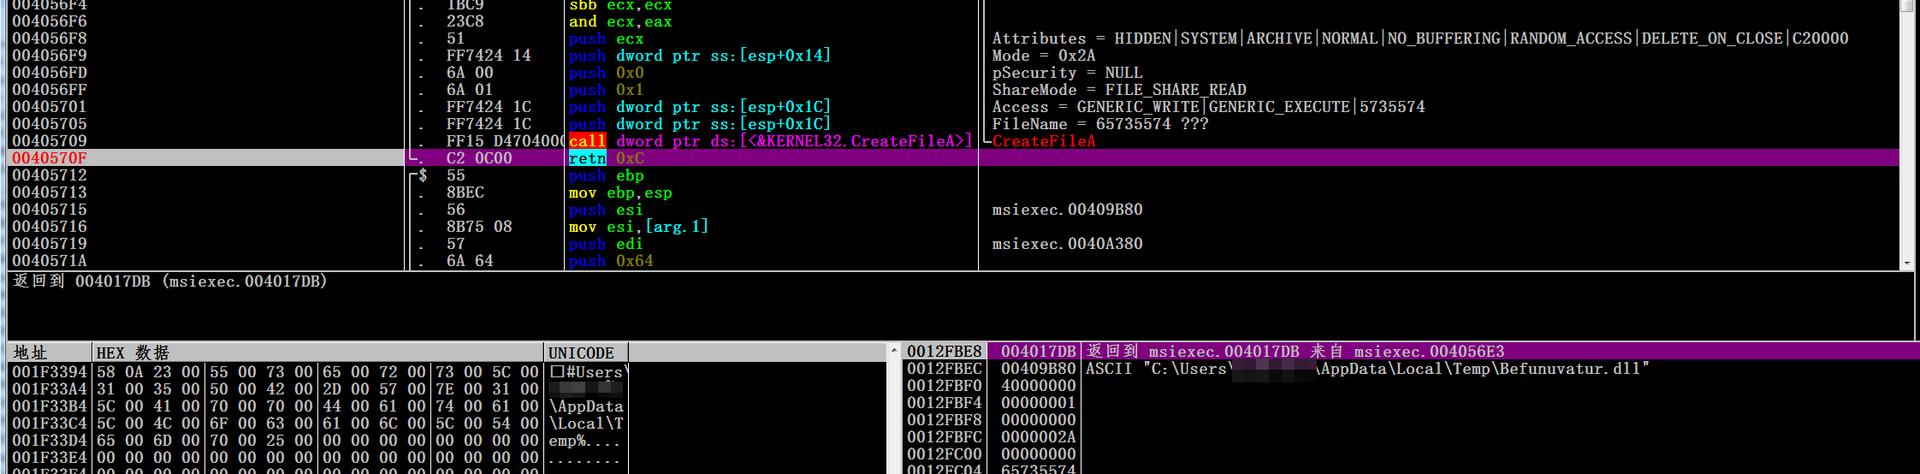 004056F4 . 1BC9 sbb ecx,ecx
004056F6 . 23C8 and ecx,eax
004056F8 . 51 push ecx Attributes = HIDDEN|SYSTEM|ARCHIVE|NORMAL|NO_BUFFERING|RANDOM_ACCESS|DELETE_ON_CLOSE|C20000
004056F9 . FF7424 14 push dword ptr ss:[esp+0x14] Mode = 0x2A
004056FD . 6A 00 push 0x0 pSecurity = NULL
004056FF . 6A 01 push 0x1 ShareMode = FILE_SHARE_READ
00405701 . FF7424 1C push dword ptr ss:[esp+0x1C] Access = GENERIC_WRITE|GENERIC_EXECUTE|5735574
00405705 . FF7424 1C push dword ptr ss:[esp+0x1C] FileName = 65735574 ???
00405709 . FF15 D4704000 call dword ptr ds:[<&KERNEL32.CreateFileA>] CreateFileA
0040570F . C2 0C00 retn 0xC
00405712 $ 55 push ebp
00405713 . 8BEC mov ebp,esp
00405715 . 56 push esi msiexec.00409B80
00405716 . 8B75 08 mov esi,[arg.1]
00405719 . 57 push edi msiexec.0040A380
0040571A . 6A 64 push 0x64
返回到 004017DB (msiexec.004017DB)
地址 HEX 数据 UNICODE
001F3394 58 0A 23 00 55 00 73 00 65 00 72 00 73 00 5C 00 □#Users\
001F33A4 31 00 35 00 50 00 42 00 2D 00 57 00 7E 00 31 00
001F33B4 5C 00 41 00 70 00 70 00 44 00 61 00 74 00 61 00 \AppData
001F33C4 5C 00 4C 00 6F 00 63 00 61 00 6C 00 5C 00 54 00 \Local\T
001F33D4 65 00 6D 00 70 00 25 00 00 00 00 00 00 00 00 00 emp%....
001F33E4 00 00 00 00 00 00 00 00 00 00 00 00 00 00 00 00 ........
0012FBE8 004017DB 返回到 msiexec.004017DB 来自 msiexec.004056E3
0012FBEC 00409B80 ASCII "C:\Users\ \AppData\Local\Temp\Befunuvatur.dll"
0012FBF0 40000000
0012FBF4 00000001
0012FBF8 00000000
0012FBFC 0000002A
0012FC00 00000000
0012FC04 65735574